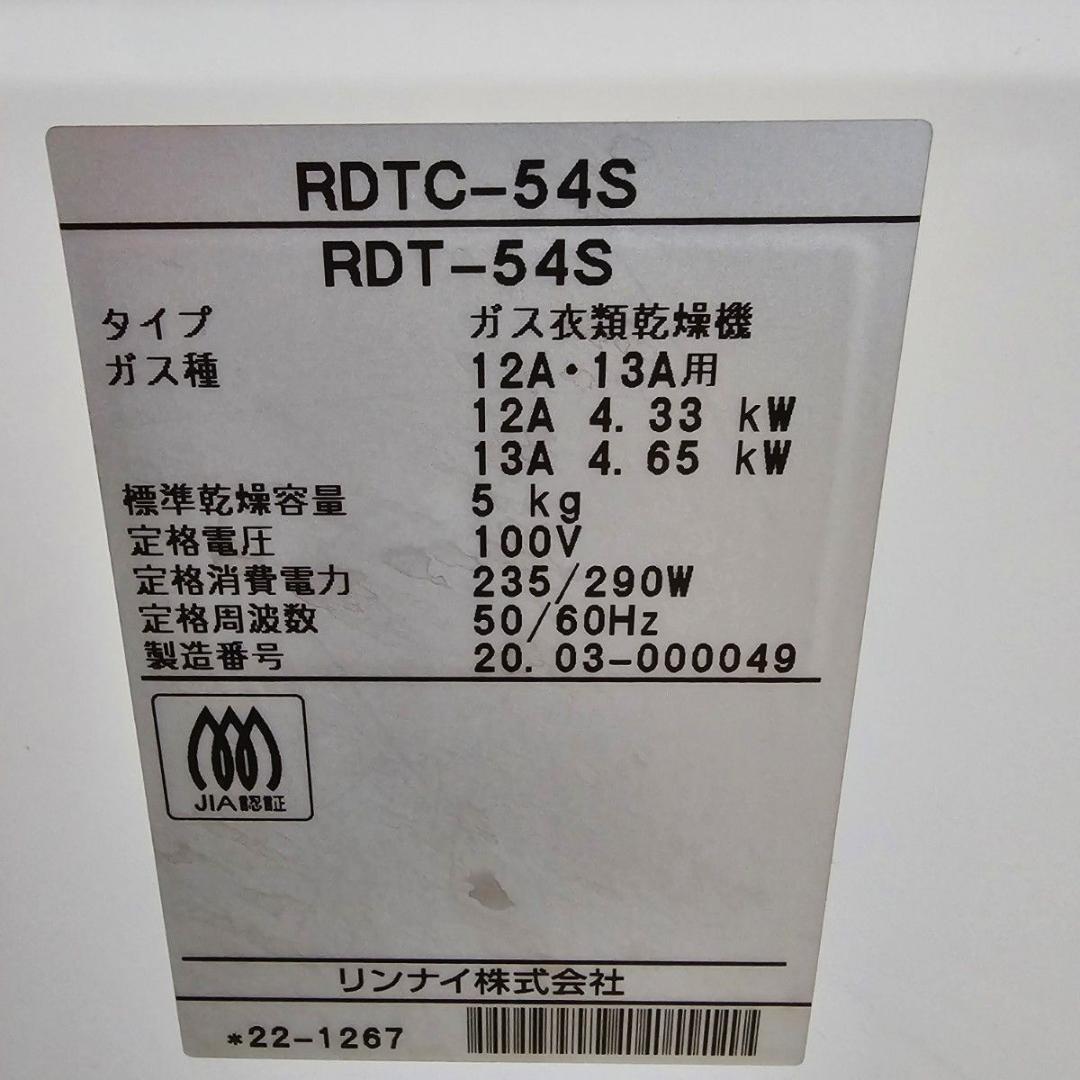 RDTC-54S
RDT-54S
タイプ ガス衣類乾燥機
ガス種 12A・13A用
12A 4.33 kW
13A 4.65 kW
標準乾燥容量 5 kg
定格電圧 100V
定格消費電力 235/290W
定格周波数 50/60Hz
製造番号 20.03-000049
JIA認証
リンナイ株式会社
*22-1267